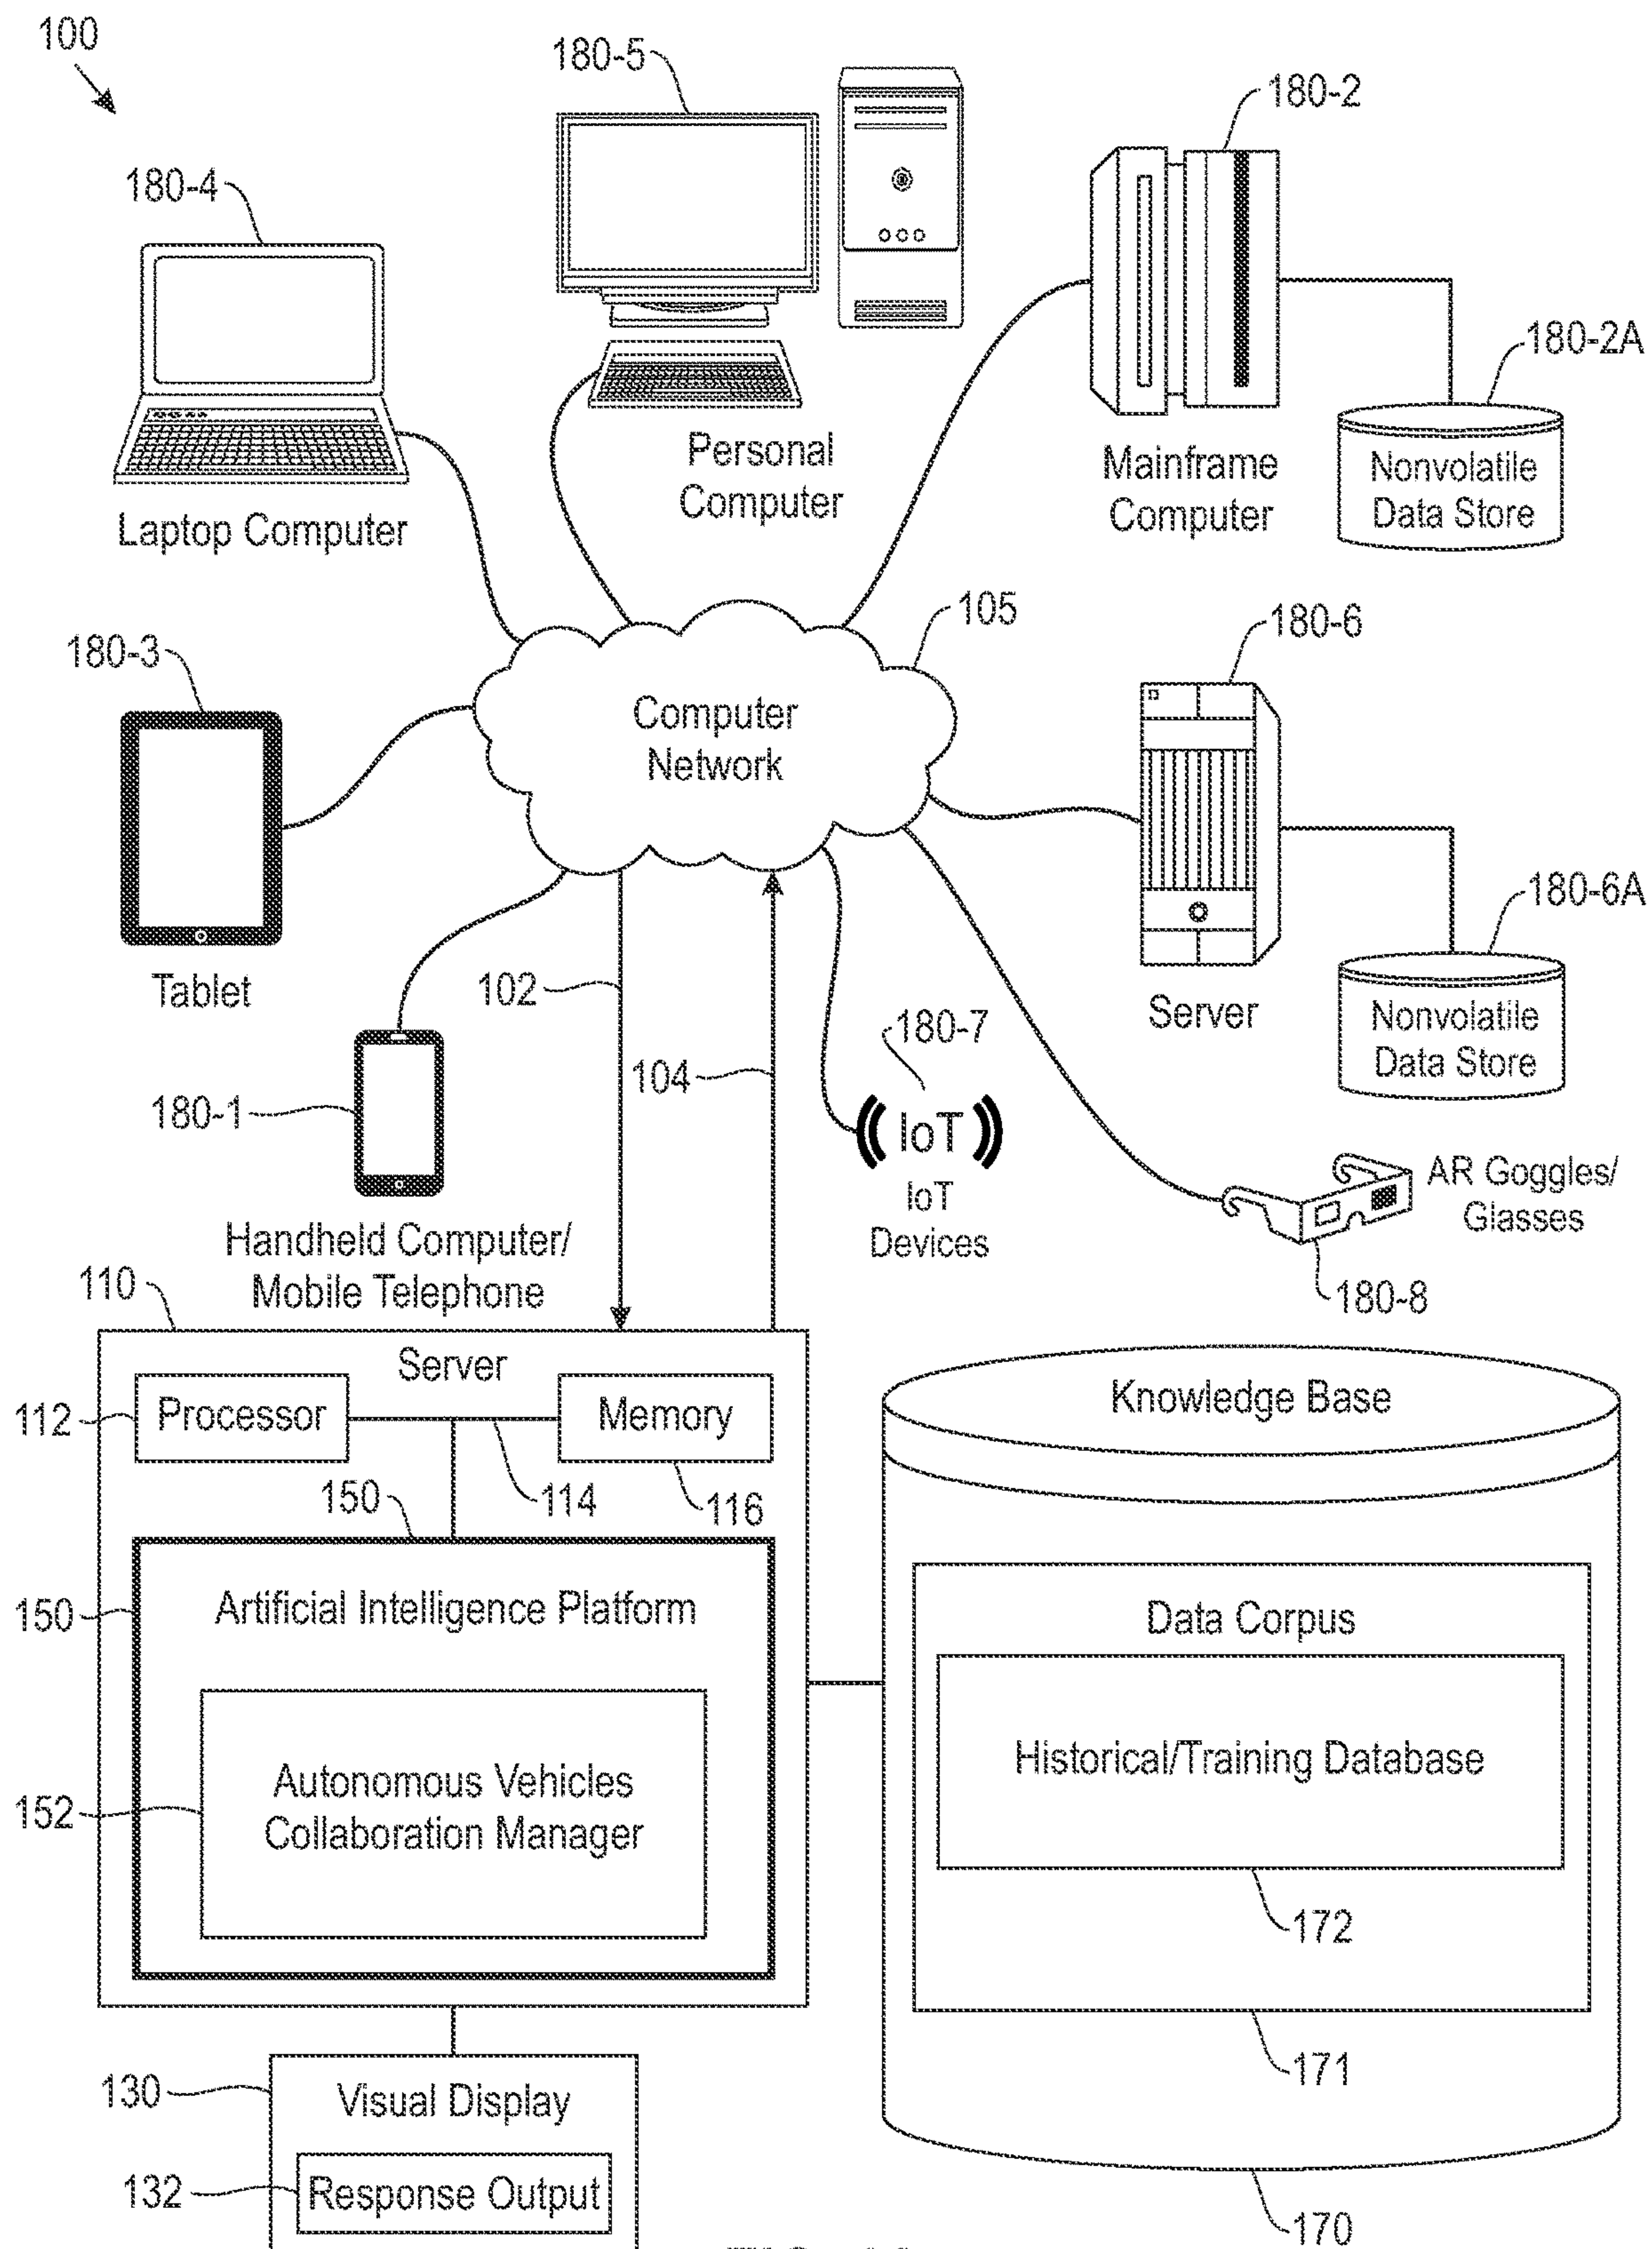 100
180-5
180-2
180-4
180-2A
Personal
Computer
Mainframe
Computer
Nonvolatile
Data Store
Laptop Computer
105
180-6
180-3
Computer
Network
180-6A
Tablet
102
180-7
Server
Nonvolatile
Data Store
104
180-1
IoT
IoT
Devices
AR Goggles/
Glasses
Handheld Computer/
Mobile Telephone
180-8
110
Server
Processor
Memory
112
114
116
150
Knowledge Base
Artificial Intelligence Platform
150
Data Corpus
Autonomous Vehicles
Collaboration Manager
152
Historical/Training Database
172
171
130
Visual Display
132
Response Output
170